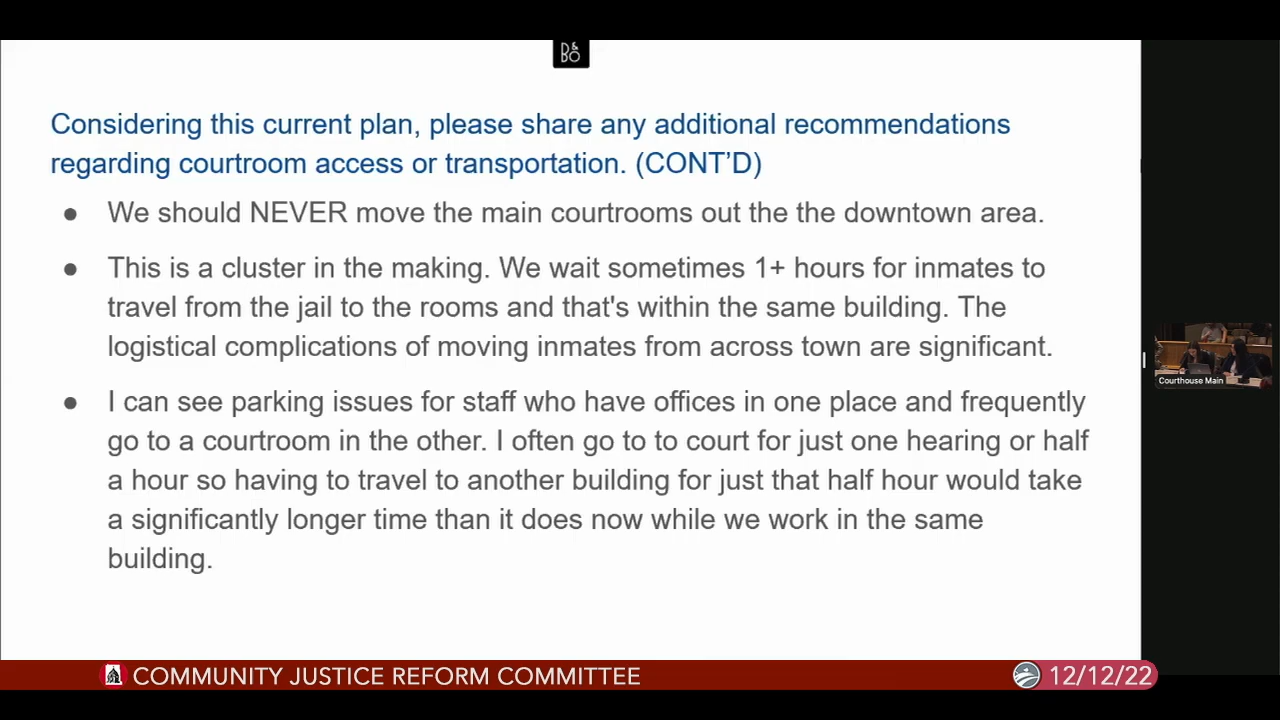 D&
BO
Considering this current plan, please share any additional recommendations
regarding courtroom access or transportation. (CONT'D)
● We should NEVER move the main courtrooms out the the downtown area.
● This is a cluster in the making. We wait sometimes 1+ hours for inmates to
travel from the jail to the rooms and that's within the same building. The
logistical complications of moving inmates from across town are significant.
● I can see parking issues for staff who have offices in one place and frequently
go to a courtroom in the other. I often go to to court for just one hearing or half
a hour so having to travel to another building for just that half hour would take
a significantly longer time than it does now while we work in the same
building.
Courthouse Main
COMMUNITY JUSTICE REFORM COMMITTEE
12/12/22